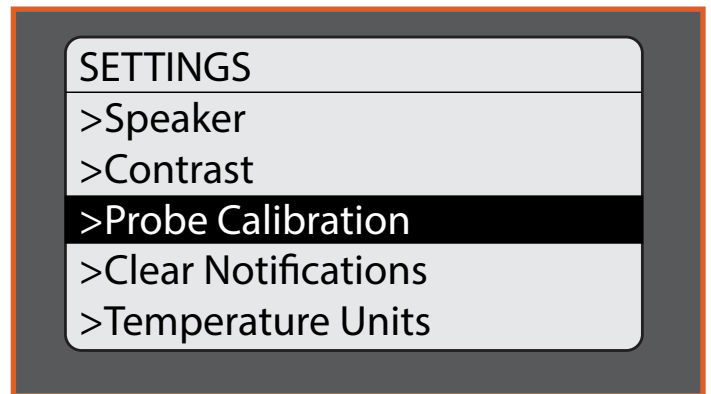 SETTINGS
>Speaker
>Contrast
>Probe Calibration
>Clear Notifications
>Temperature Units